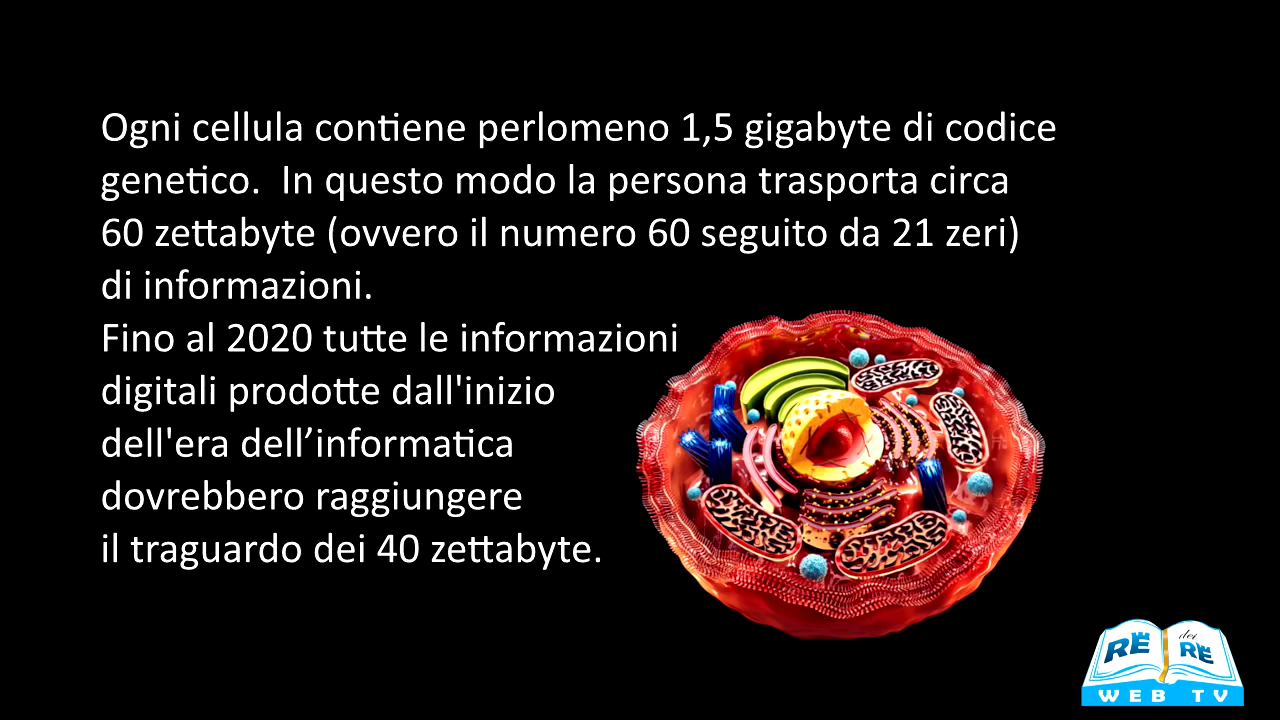 Ogni cellula contiene perlomeno 1,5 gigabyte di codice
genetico.  In questo modo la persona trasporta circa
60 zettabyte (ovvero il numero 60 seguito da 21 zeri)
di informazioni.
Fino al 2020 tutte le informazioni
digitali prodotte dall'inizio
dell'era dell’informatica
dovrebbero raggiungere
il traguardo dei 40 zettabyte.
RE dei RE
WEB TV